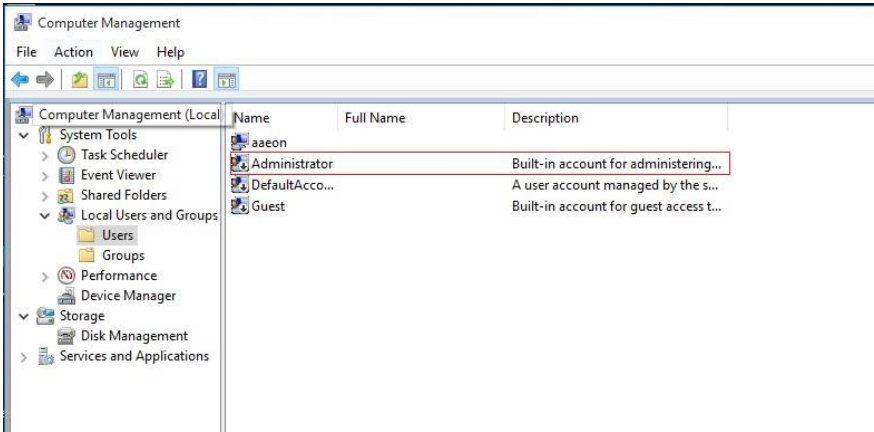 Computer Management
File Action View Help
Computer Management (Local
System Tools
Task Scheduler
Event Viewer
Shared Folders
Local Users and Groups
Users
Groups
Performance
Device Manager
Storage
Disk Management
Services and Applications
Name Full Name Description
aaeon
Administrator Built-in account for administering...
DefaultAcco... A user account managed by the s...
Guest Built-in account for guest access t...